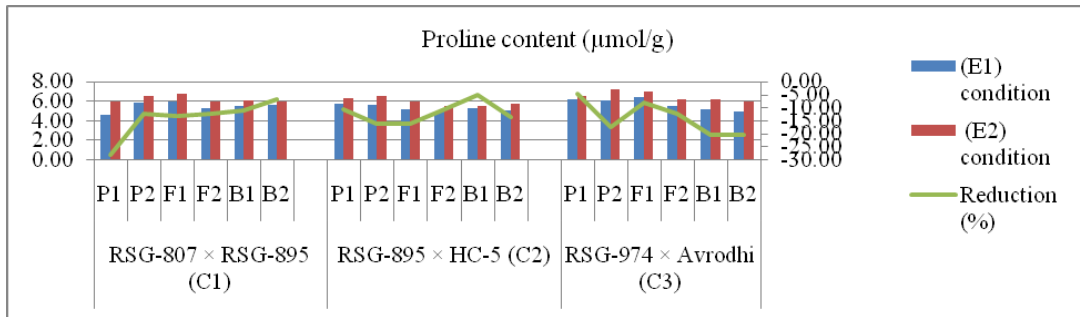 Proline content (µmol/g)
8.00
6.00
4.00
2.00
0.00
0.00
-5.00
-10.00
-15.00
-20.00
-25.00
-30.00
(E1)
condition
(E2)
condition
Reduction
(%)
P1 P2 F1 F2 B1 B2 P1 P2 F1 F2 B1 B2 P1 P2 F1 F2 B1 B2
RSG-807 × RSG-895
(C1)
RSG-895 × HC-5 (C2)
RSG-974 × Avrodhi
(C3)